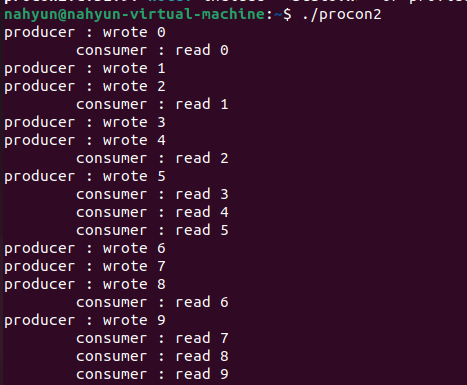 nahyun@nahyun-virtual-machine:~$ ./procon2
producer : wrote 0
consumer : read 0
producer : wrote 1
producer : wrote 2
consumer : read 1
producer : wrote 3
producer : wrote 4
consumer : read 2
producer : wrote 5
consumer : read 3
consumer : read 4
consumer : read 5
producer : wrote 6
producer : wrote 7
producer : wrote 8
consumer : read 6
producer : wrote 9
consumer : read 7
consumer : read 8
consumer : read 9